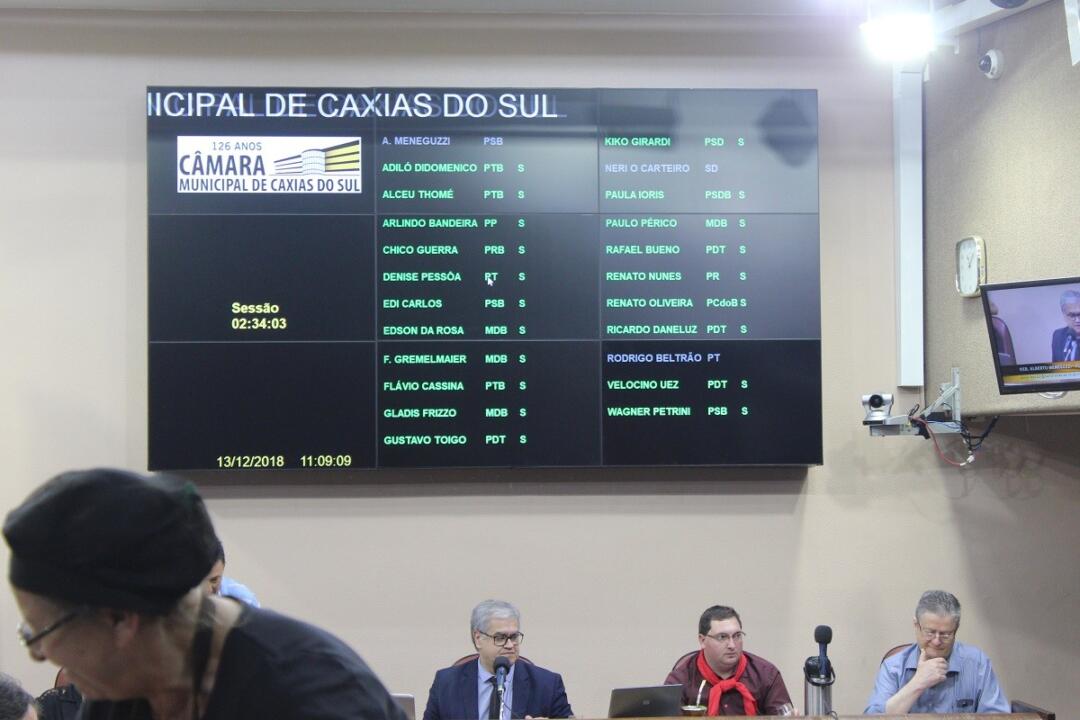 ICIPAL DE CAXIAS DO SUL
126 ANOS
CÂMARA
MUNICIPAL DE CAXIAS DO SUL
Sessão
02:34:03
13/12/2018 11:09:09
A. MENEGUZZI PSB
ADILÓ DIDOMENICO PTB S
ALCEU THOMÉ PTB S
ARLINDO BANDEIRA PP S
CHICO GUERRA PRB S
DENISE PESSÔA PT S
EDI CARLOS PSB S
EDSON DA ROSA MDB S
F. GREMELMAIER MDB S
FLÁVIO CASSINA PTB S
GLADIS FRIZZO MDB S
GUSTAVO TOIGO PDT S
KIKO GIRARDI PSD S
NERI O CARTEIRO SD
PAULA IORIS PSDB S
PAULO PÉRICO MDB S
RAFAEL BUENO PDT S
RENATO NUNES PR S
RENATO OLIVEIRA PCdoB S
RICARDO DANELUZ PDT S
RODRIGO BELTRÃO PT
VELOCINO UEZ PDT S
WAGNER PETRINI PSB S